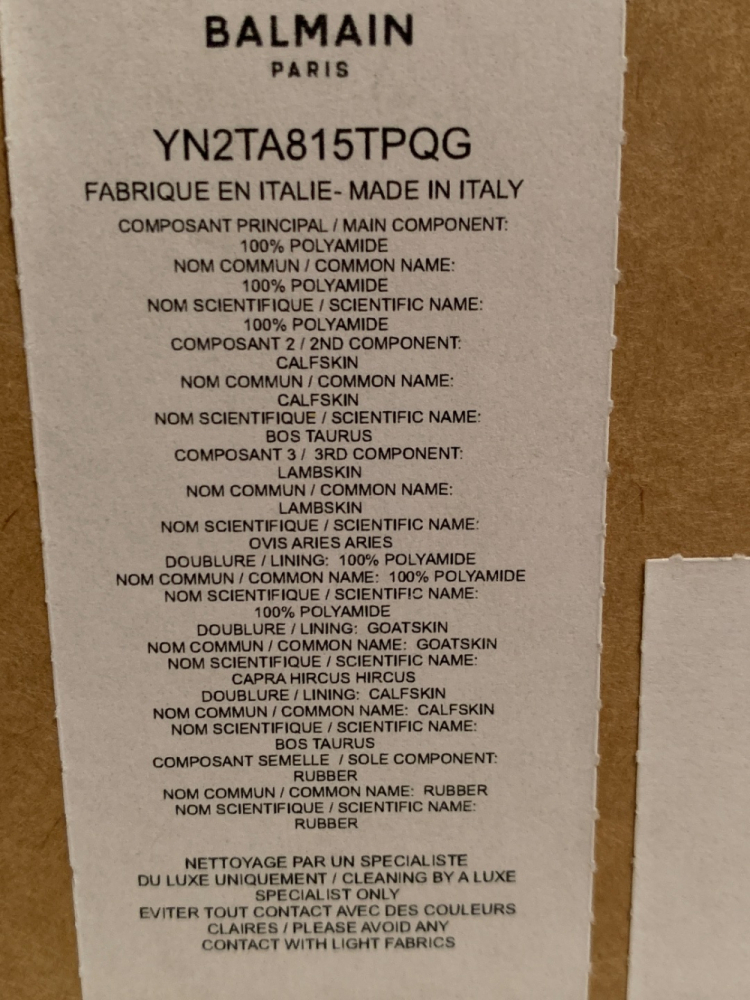 BALMAIN
PARIS
YN2TA815TPQG
FABRIQUE EN ITALIE- MADE IN ITALY
COMPOSANT PRINCIPAL / MAIN COMPONENT:
100% POLYAMIDE
NOM COMMUN / COMMON NAME:
100% POLYAMIDE
NOM SCIENTIFIQUE / SCIENTIFIC NAME:
100% POLYAMIDE
COMPOSANT 2 / 2ND COMPONENT:
CALFSKIN
NOM COMMUN / COMMON NAME:
CALFSKIN
NOM SCIENTIFIQUE / SCIENTIFIC NAME:
BOS TAURUS
COMPOSANT 3 / 3RD COMPONENT:
LAMBSKIN
NOM COMMUN / COMMON NAME:
LAMBSKIN
NOM SCIENTIFIQUE / SCIENTIFIC NAME:
OVIS ARIES ARIES
DOUBLURE / LINING: 100% POLYAMIDE
NOM COMMUN / COMMON NAME: 100% POLYAMIDE
NOM SCIENTIFIQUE / SCIENTIFIC NAME:
100% POLYAMIDE
DOUBLURE / LINING: GOATSKIN
NOM COMMUN / COMMON NAME: GOATSKIN
NOM SCIENTIFIQUE / SCIENTIFIC NAME:
CAPRA HIRCUS HIRCUS
DOUBLURE / LINING: CALFSKIN
NOM COMMUN / COMMON NAME: CALFSKIN
NOM SCIENTIFIQUE / SCIENTIFIC NAME:
BOS TAURUS
COMPOSANT SEMELLE / SOLE COMPONENT:
RUBBER
NOM COMMUN / COMMON NAME: RUBBER
NOM SCIENTIFIQUE / SCIENTIFIC NAME:
RUBBER
NETTOYAGE PAR UN SPECIALISTE
DU LUXE UNIQUEMENT / CLEANING BY A LUXE
SPECIALIST ONLY
EVITER TOUT CONTACT AVEC DES COULEURS
CLAIRES / PLEASE AVOID ANY
CONTACT WITH LIGHT FABRICS